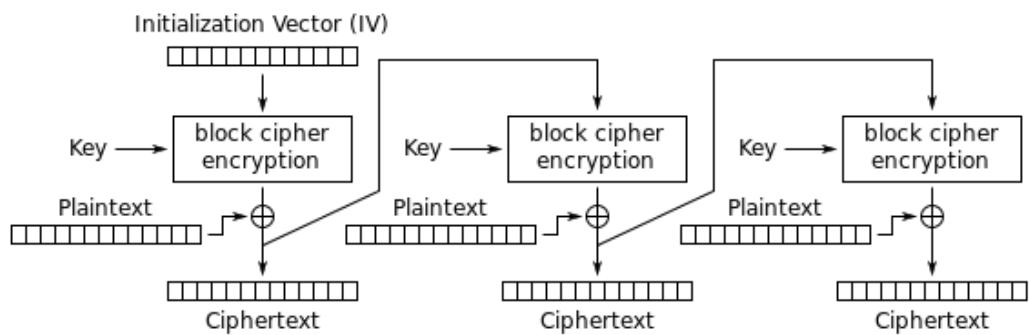 Initialization Vector (IV)
Key
block cipher
encryption
Key
block cipher
encryption
Key
block cipher
encryption
Plaintext
Plaintext
Plaintext
Ciphertext
Ciphertext
Ciphertext